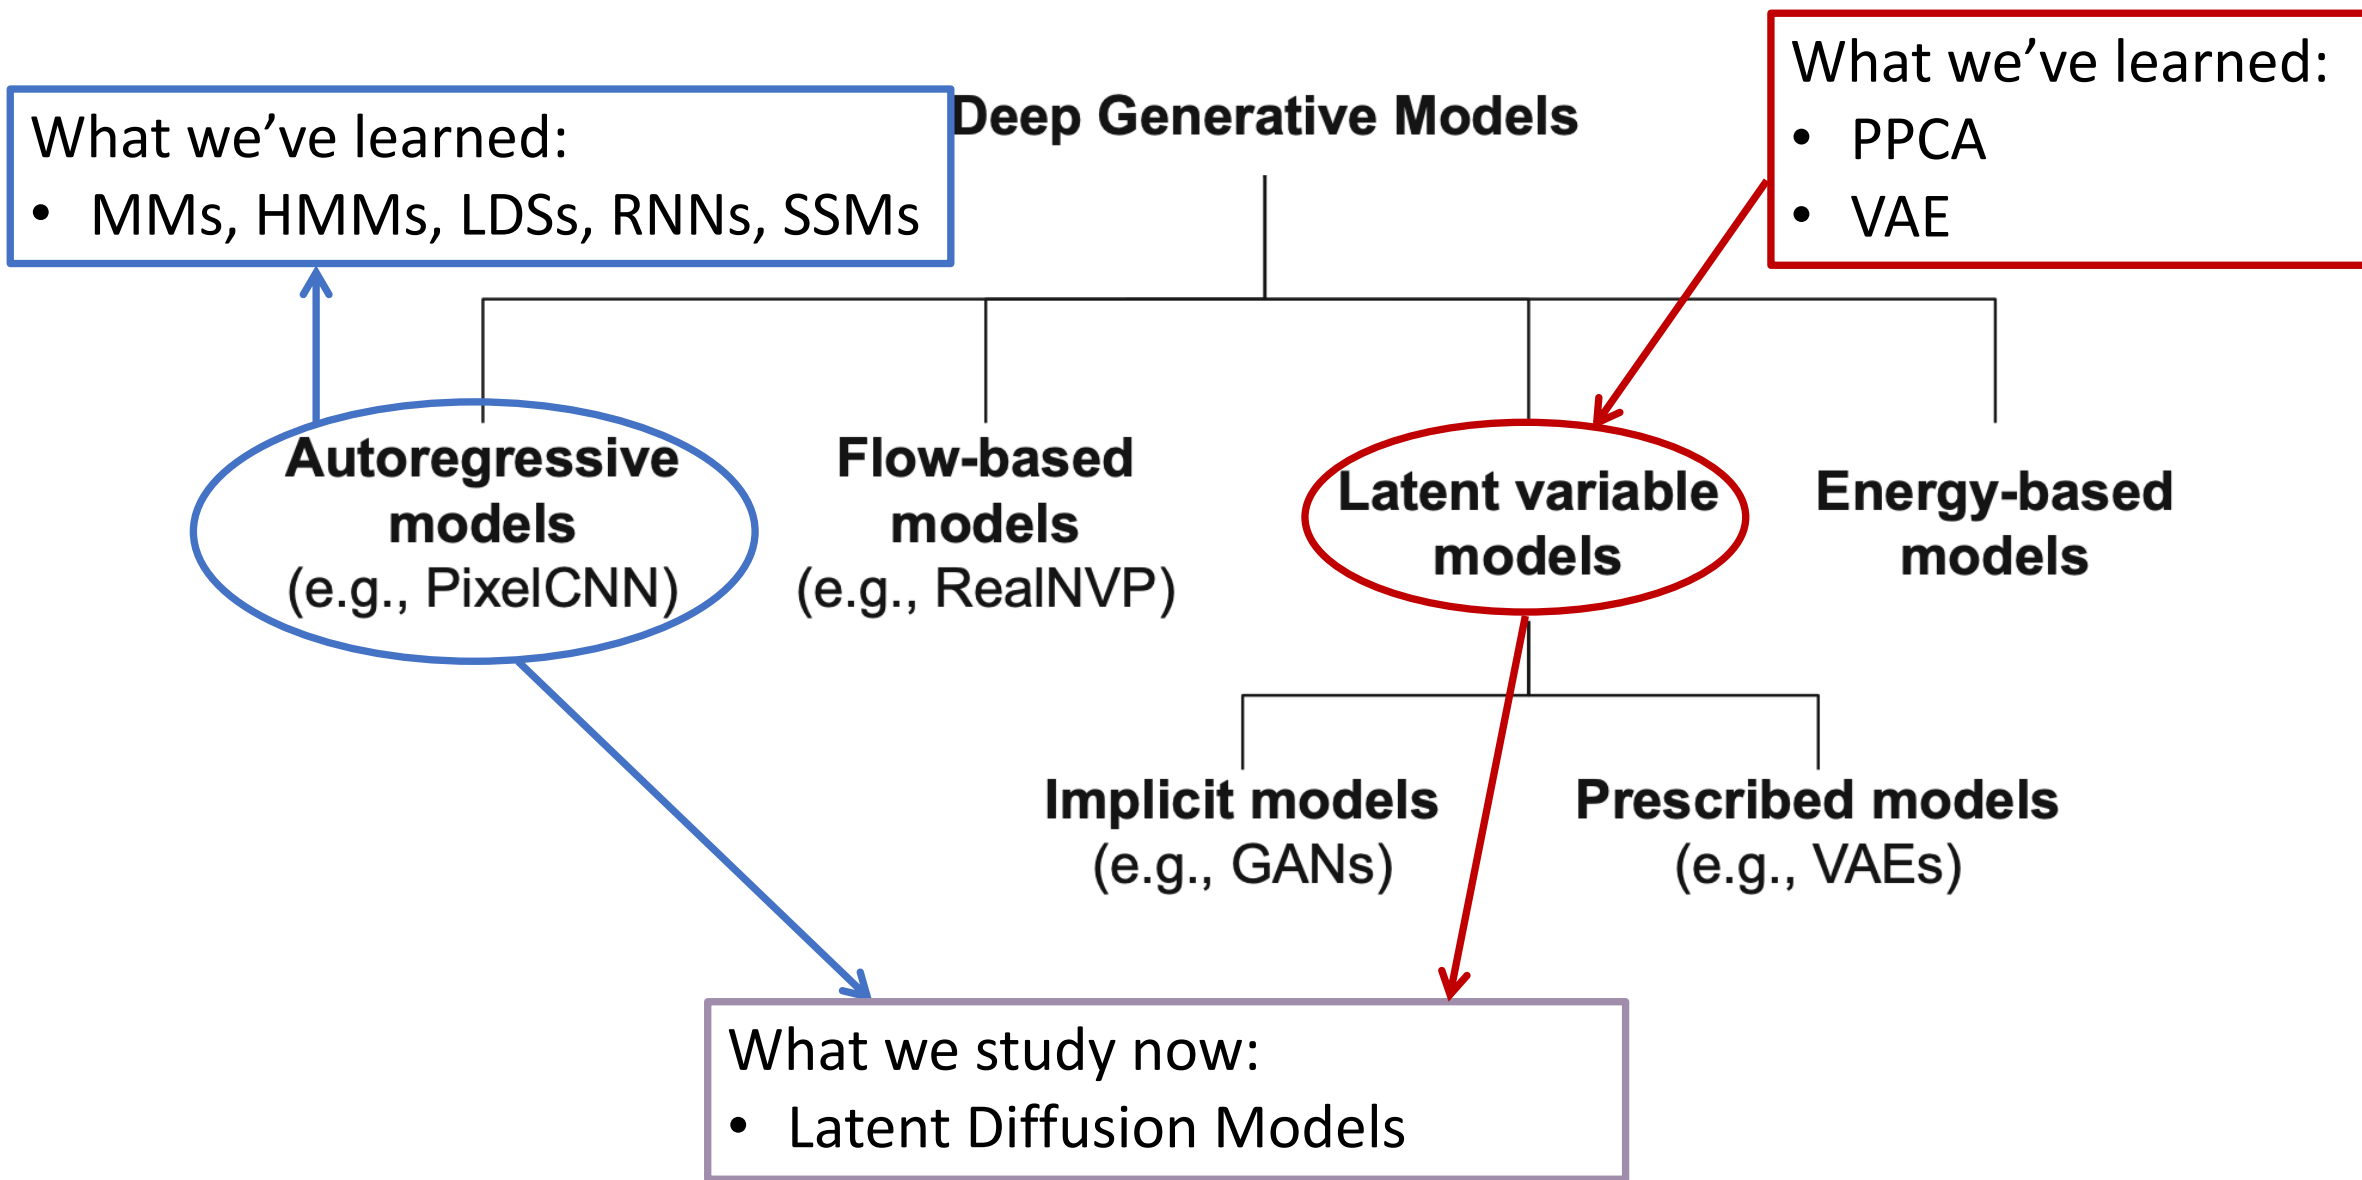 What we’ve learned:
• MMs, HMMs, LDSs, RNNs, SSMs
Deep Generative Models
What we’ve learned:
• PPCA
• VAE
Autoregressive
models
(e.g., PixelCNN)
Flow-based
models
(e.g., RealNVP)
Latent variable
models
Energy-based
models
Implicit models
(e.g., GANs)
Prescribed models
(e.g., VAEs)
What we study now:
• Latent Diffusion Models